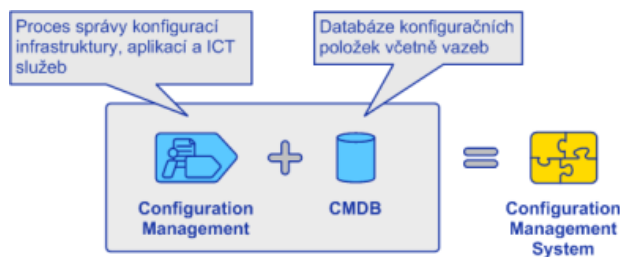 Proces správy konfigurací
infrastruktury, aplikací a ICT
služeb
Databáze konfiguračních
položek včetně vazeb
Configuration
Management
CMDB
Configuration
Management
System